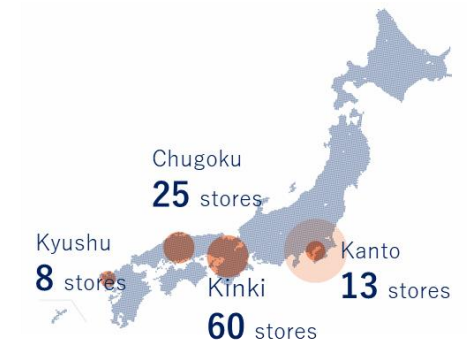 Chugoku
25 stores
Kyushu
8 stores
Kinki
60 stores
Kanto
13 stores